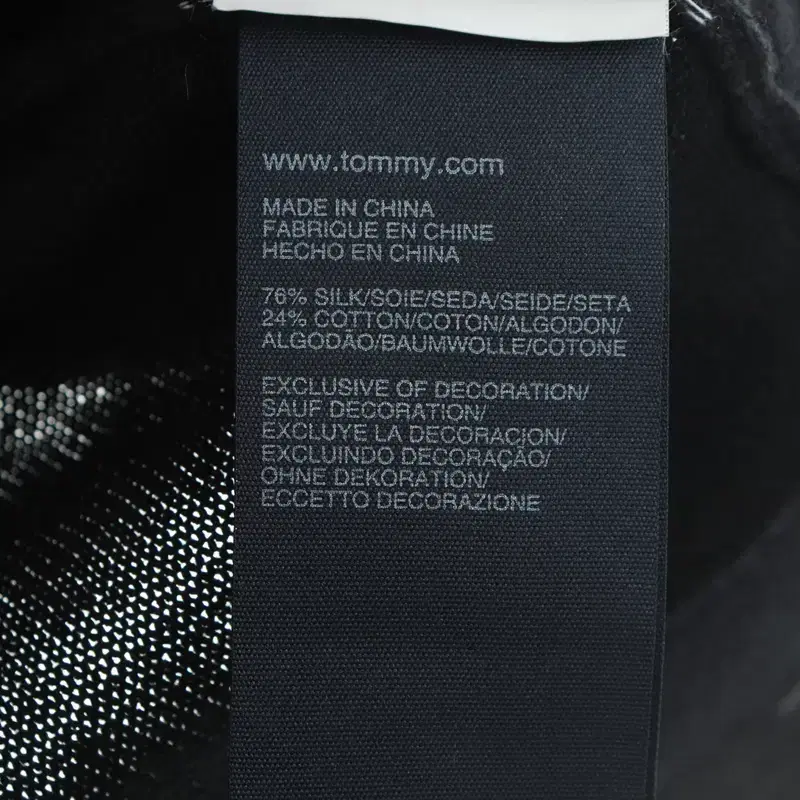 www.tommy.com
MADE IN CHINA
FABRIQUE EN CHINE
HECHO EN CHINA
76% SILK/SOIE/SEDA/SEIDE/SETA
24% COTTON/COTON/ALGODON/
ALGODÃO/BAUMWOLLE/COTONE
EXCLUSIVE OF DECORATION/
SAUF DECORATION/
EXCLUYE LA DECORACION/
EXCLUINDO DECORAÇÃO/
OHNE DEKORATION/
ECCETTO DECORAZIONE